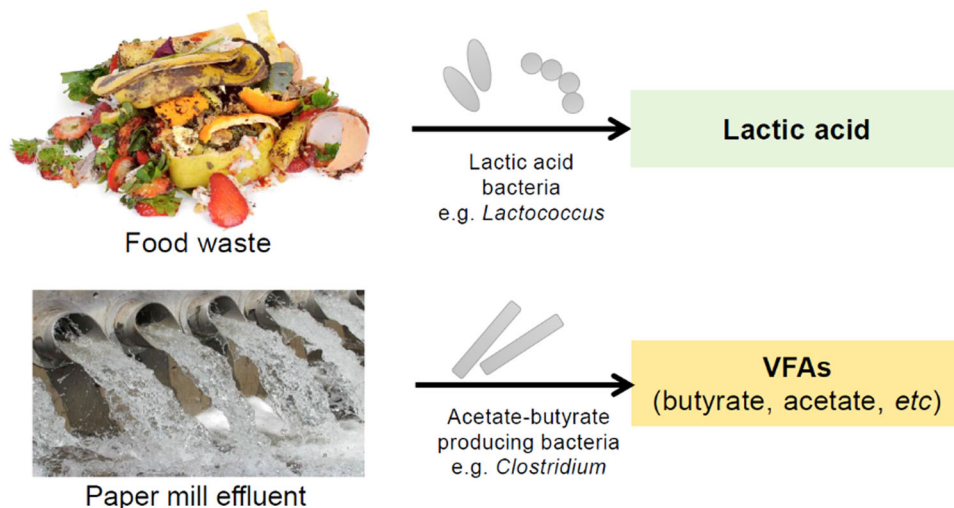 Food waste
Lactic acid
bacteria
e.g. Lactococcus
Lactic acid
Paper mill effluent
Acetate-butyrate
producing bacteria
e.g. Clostridium
VFAs
(butyrate, acetate, etc)